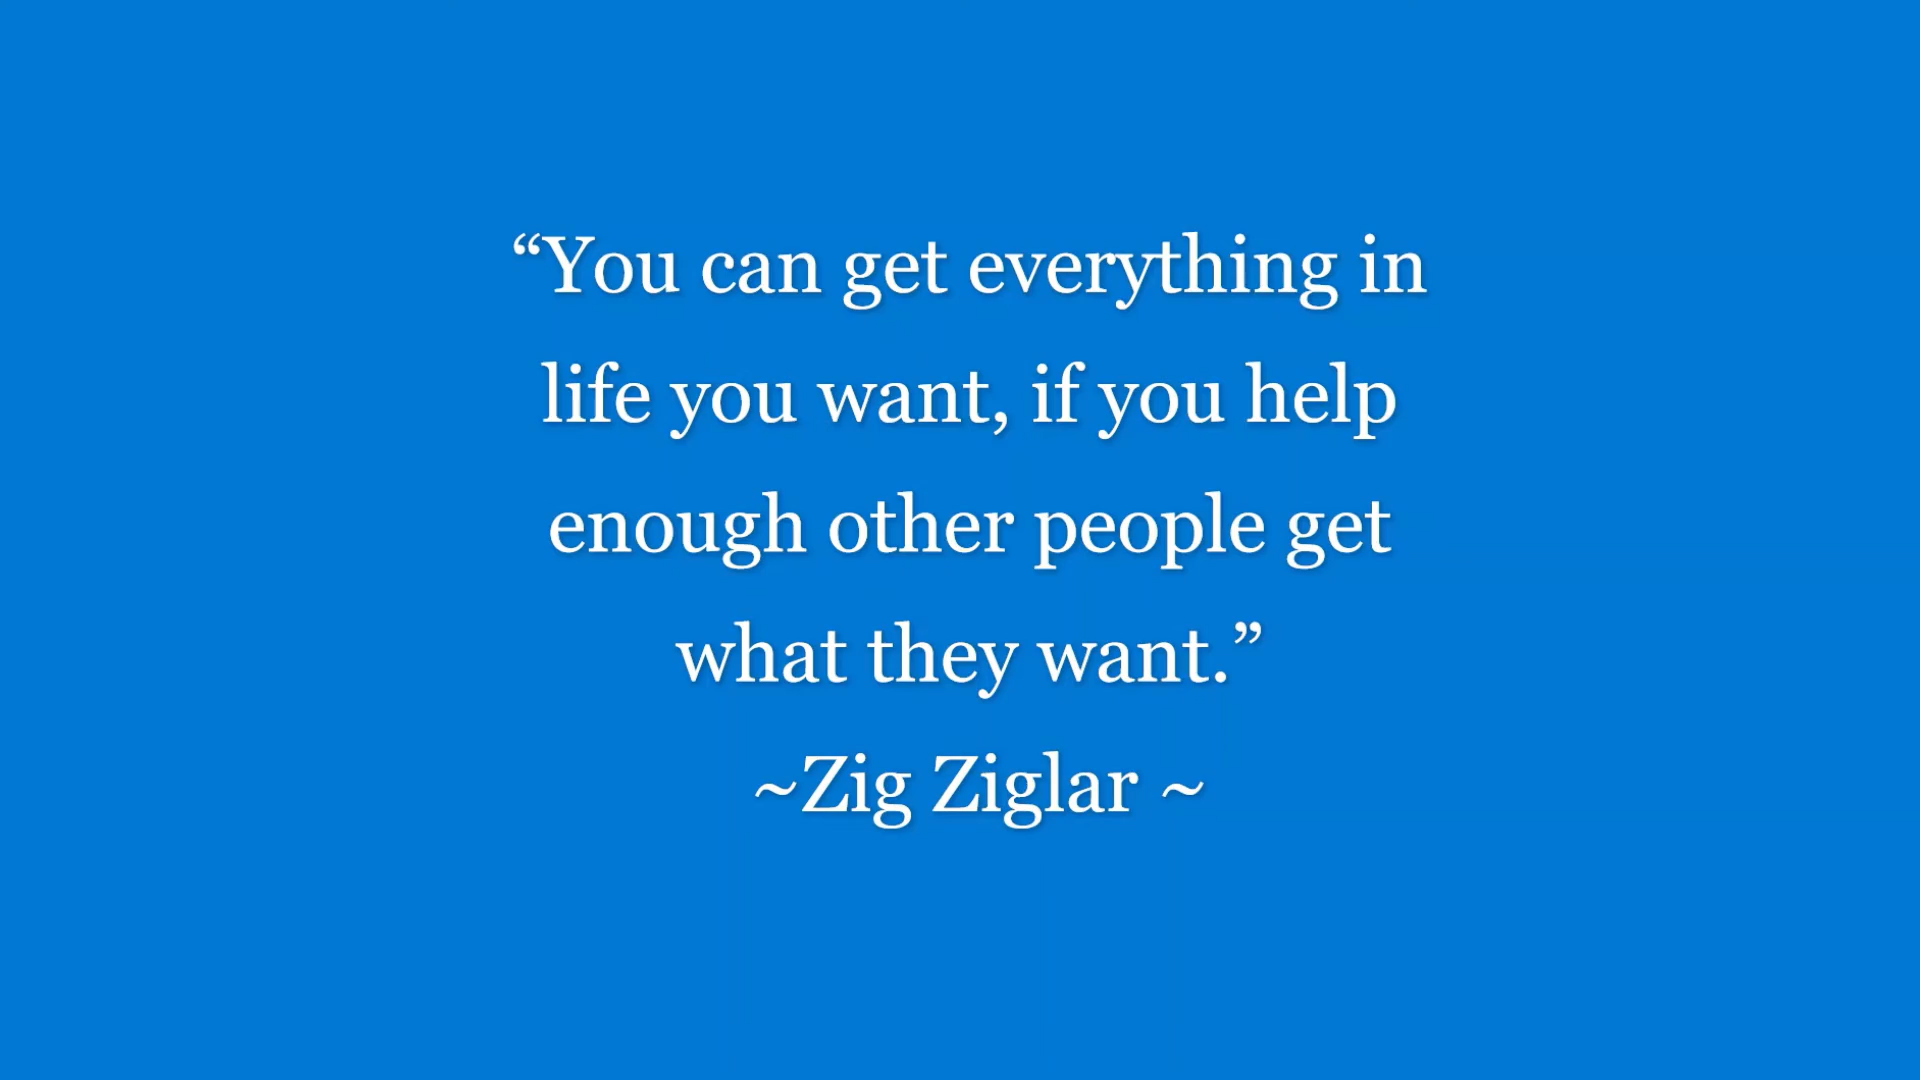 “You can get everything in
life you want, if you help
enough other people get
what they want.”
~Zig Ziglar ~